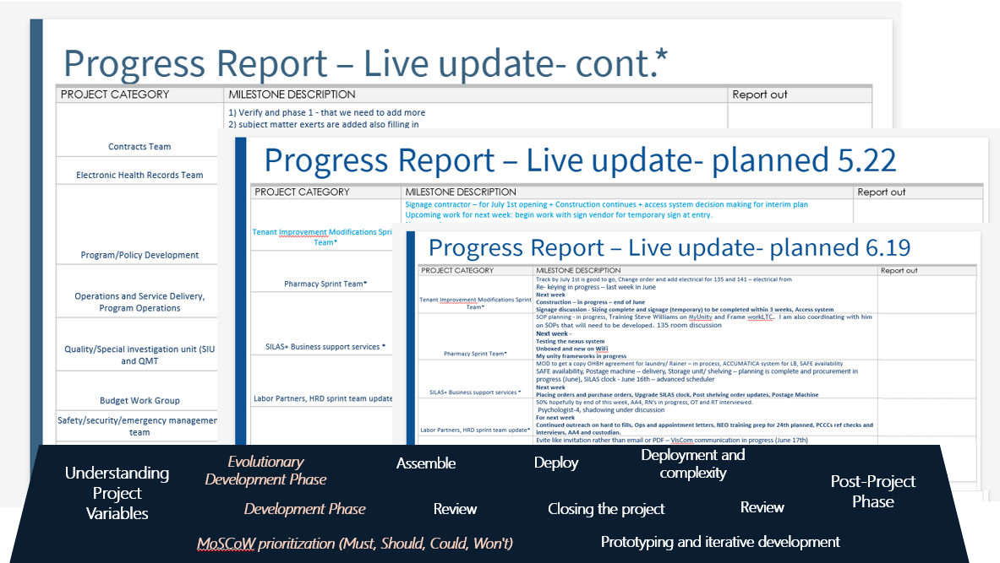 Progress Report – Live update- cont.*
PROJECT CATEGORY MILESTONE DESCRIPTION Report out
1) Verify and phase 1 - that we need to add more
2) subject matter exerts are added also filling in
Contracts Team
Electronic Health Records Team
Program/Policy Development
Operations and Service Delivery,
Program Operations
Quality/Special investigation unit (SIU
and QMT
Budget Work Group
Safety/security/emergency managemen
team
Progress Report – Live update- planned 5.22
PROJECT CATEGORY MILESTONE DESCRIPTION Report out
Signage contractor – for July 1st opening + Construction continues + access system decision making for interim plan
Upcoming work for next week: begin work with sign vendor for temporary sign at entry.
Tenant Improvement Modifications Spri
Team*
Pharmacy Sprint Team*
SILAS+ Business support services *
Labor Partners, HRD sprint team update
Progress Report – Live update- planned 6.19
PROJECT CATEGORY MILESTONE DESCRIPTION Report out
Track by July 1st is good to go, Change order and add electrical for 135 and 141 – electrical from
Re- keying in progress – last week in June
Next week
Construction – in progress – end of June
Signage discussion - Sizing complete and signage (temporary) to be completed within 3 weeks, Access system
Tenant Improvement Modifications Sprint
Team*
SOP planning - in progress, Training Steve Williams on MyUnity and Frame workLTC. I am also coordinating with him
on SOPs that will need to be developed. 135 room discussion
Next week -
Testing the nexus system
Unboxed and new on WiFi
My unity frameworks in progress
Pharmacy Sprint Team*
MOD to get a copy OHBH agreement for laundry/ Rainer – in process, ACCUMATICA system for LB, SAFE availability
SAFE availability, Postage machine – delivery, Storage unit/ shelving – planning is complete and procurement in
progress (June), SILAS clock - June 16th – advanced scheduler
Next week
Placing orders and purchase orders, Upgrade SILAS clock, Post shelving order updates, Postage Machine
SILAS+ Business support services *
50% hopefully by end of this week, AA4, RN's in progress, OT and RT interviewed.
Psychologist-4, shadowing under discussion
For next week
Continued outreach on hard to fills, Ops and appointment letters, NEO training prep for 24th planned, PCCCs ref checks and
interviews, AA4 and custodian.
Labor Partners, HRD sprint team update*
Evite like invitation rather than email or PDF – VisCom communication in progress (June 17th)
Understanding
Project
Variables
Evolutionary
Development Phase
Assemble
Deploy
Deployment and
complexity
Post-Project
Phase
Development Phase
Review
Closing the project
Review
MoSCoW prioritization (Must, Should, Could, Won't)
Prototyping and iterative development